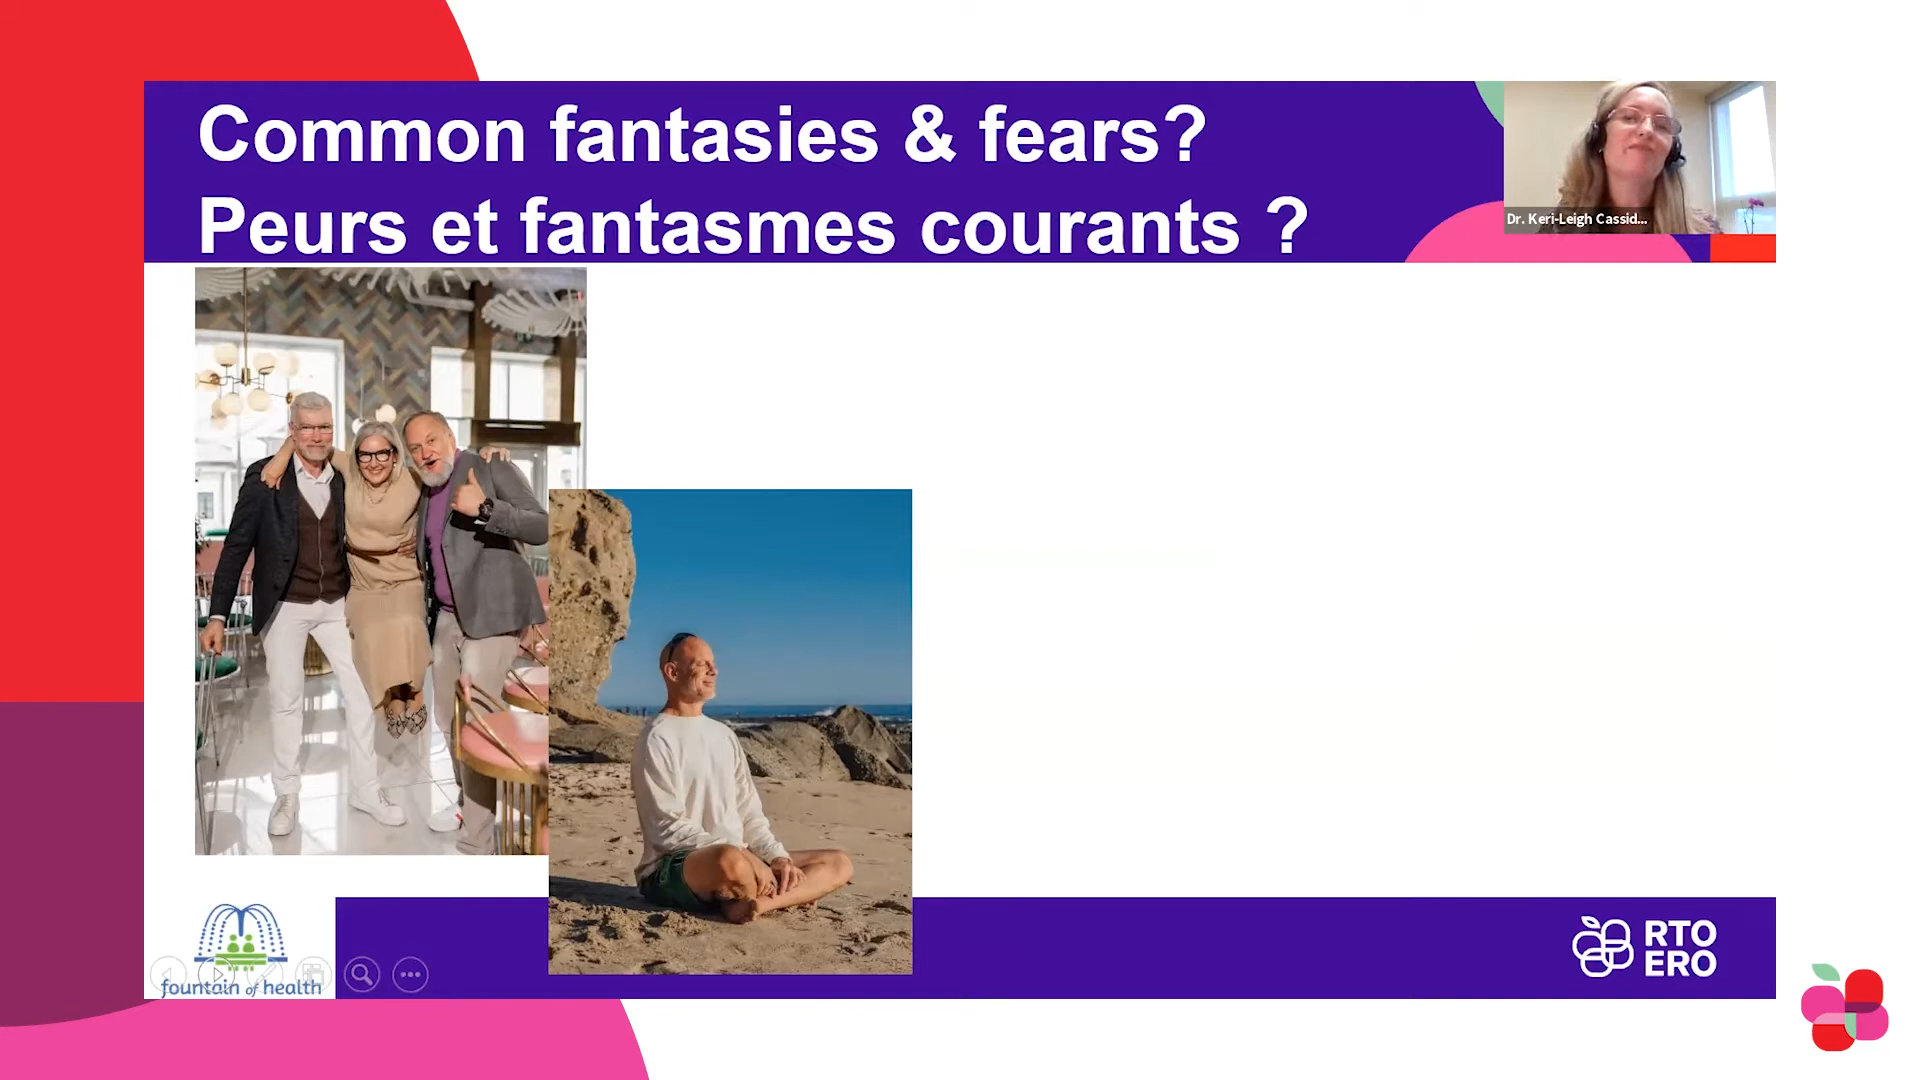 Common fantasies & fears?
Peurs et fantasmes courants ?
Dr. Keri-Leigh Cassid...
fountain of health
RTO
ERO